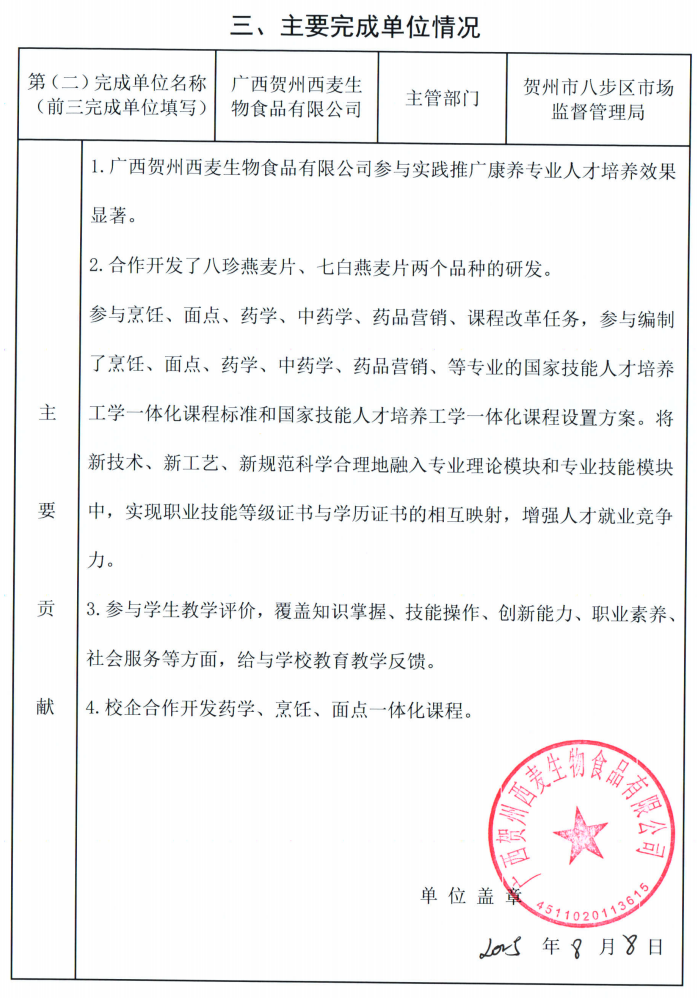 三、主要完成单位情况
第（二）完成单位名称
（前三完成单位填写）
广西贺州西麦生
物食品有限公司
主管部门
贺州市八步区市场
监督管理局
主要贡献
1.广西贺州西麦生物食品有限公司参与实践推广康养专业人才培养效果
显著。
2.合作开发了八珍燕麦片、七白燕麦片两个品种的研发。
参与烹饪、面点、药学、中药学、药品营销、课程改革任务，参与编制
了烹饪、面点、药学、中药学、药品营销、等专业的国家技能人才培养
工学一体化课程标准和国家技能人才培养工学一体化课程设置方案。将
新技术、新工艺、新规范科学合理地融入专业理论模块和专业技能模块
中，实现职业技能等级证书与学历证书的相互映射，增强人才就业竞争
力。
3.参与学生教学评价，覆盖知识掌握、技能操作、创新能力、职业素养、
社会服务等方面，给与学校教育教学反馈。
4.校企合作开发药学、烹饪、面点一体化课程。
广西贺州西麦生物食品有限公司
4511020113615
单位盖章
2025年8月8日